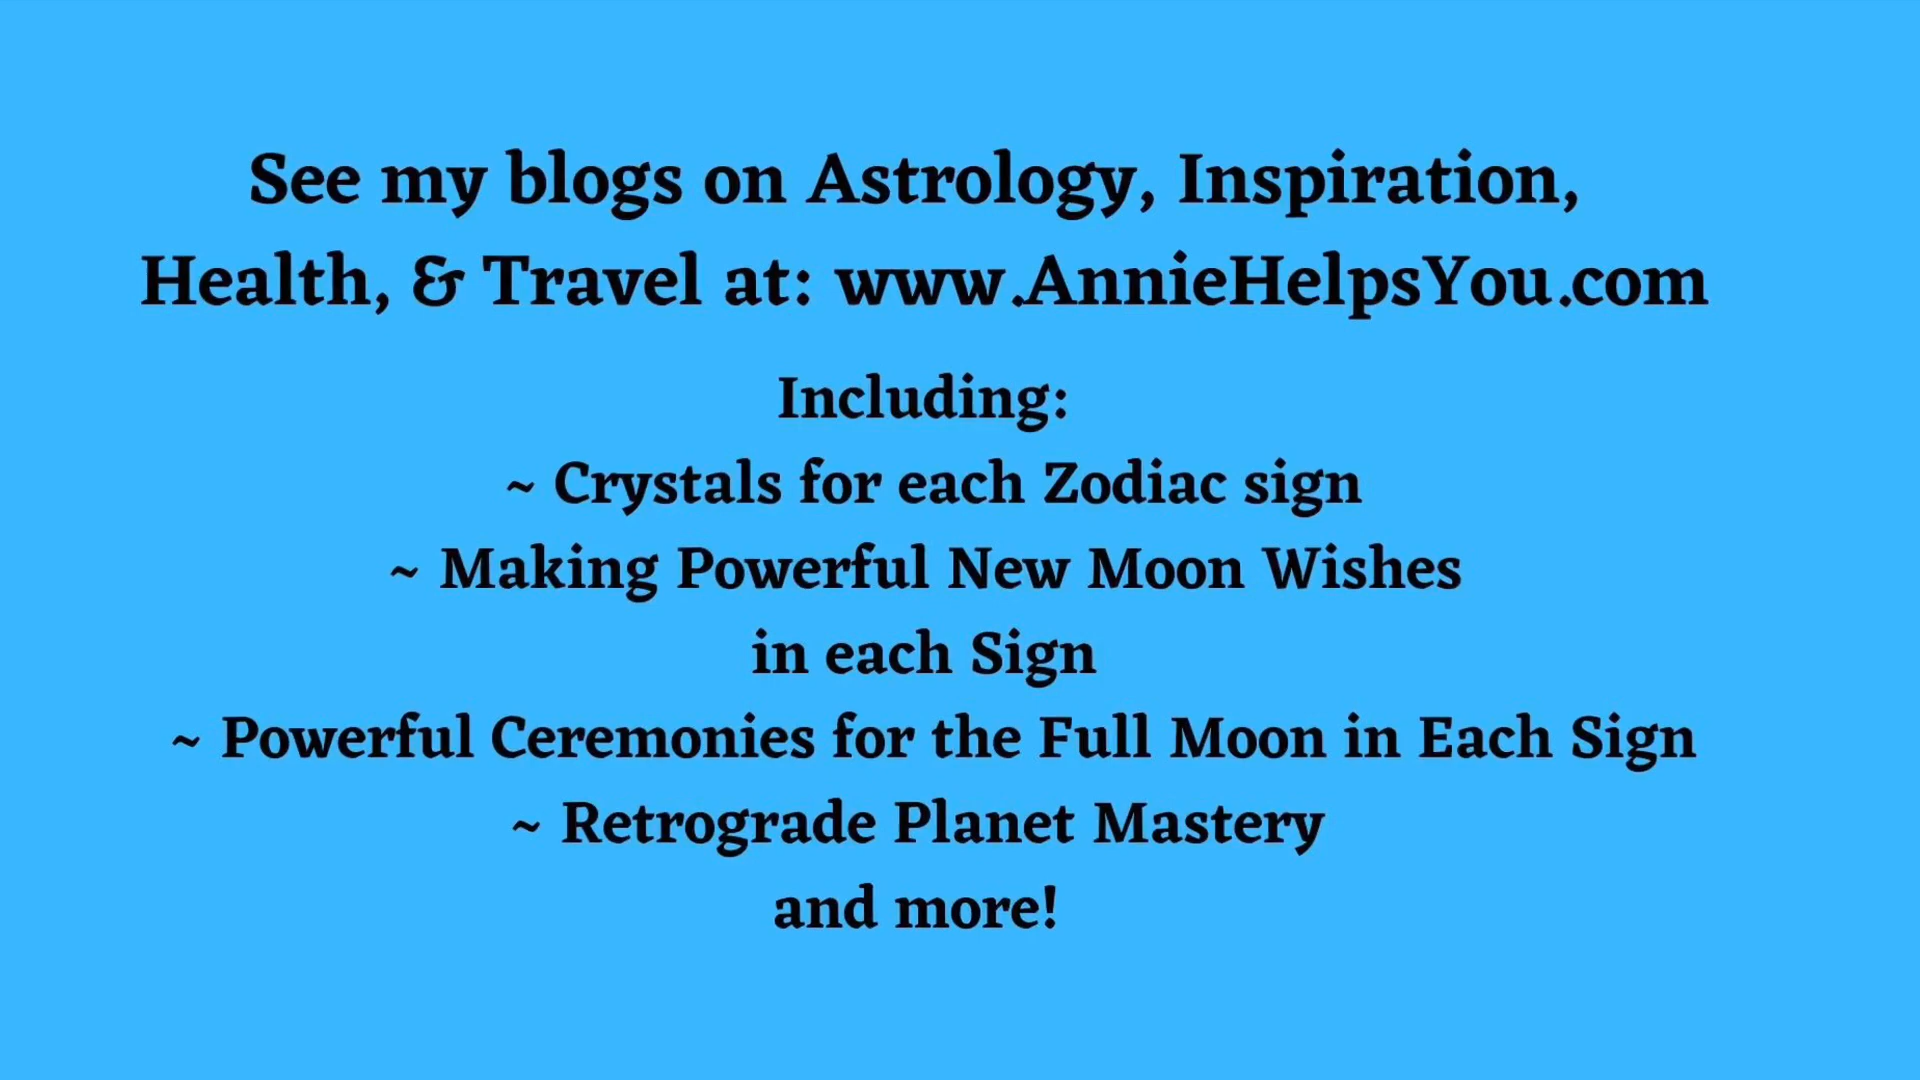 See my blogs on Astrology, Inspiration,
Health, & Travel at: www.AnnieHelpsYou.com
Including:
~ Crystals for each Zodiac sign
~ Making Powerful New Moon Wishes
in each Sign
~ Powerful Ceremonies for the Full Moon in Each Sign
~ Retrograde Planet Mastery
and more!